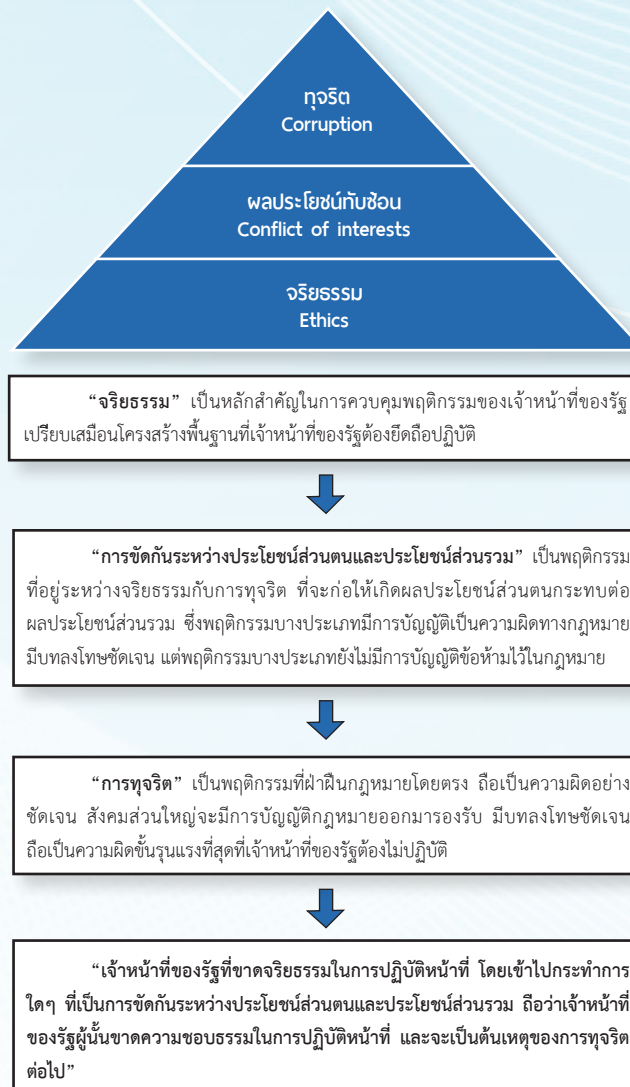 ทุจริต
Corruption
ผลประโยชน์ทับซ้อน
Conflict of interests
จริยธรรม
Ethics
“จริยธรรม” เป็นหลักสำคัญในการควบคุมพฤติกรรมของเจ้าหน้าที่ของรัฐ
เปรียบเสมือนโครงสร้างพื้นฐานที่เจ้าหน้าที่ของรัฐต้องยึดถือปฏิบัติ
“การขัดกันระหว่างประโยชน์ส่วนตนและประโยชน์ส่วนรวม” เป็นพฤติกรรม
ที่อยู่ระหว่างจริยธรรมกับการทุจริต ที่จะก่อให้เกิดผลประโยชน์ส่วนตนกระทบต่อ
ผลประโยชน์ส่วนรวม ซึ่งพฤติกรรมบางประเภทมีการบัญญัติเป็นความผิดทางกฎหมาย
มีบทลงโทษชัดเจน แต่พฤติกรรมบางประเภทยังไม่มีการบัญญัติข้อห้ามไว้ในกฎหมาย
“การทุจริต” เป็นพฤติกรรมที่ฝ่าฝืนกฎหมายโดยตรง ถือเป็นความผิดอย่าง
ชัดเจน สังคมส่วนใหญ่จะมีการบัญญัติกฎหมายออกมารองรับ มีบทลงโทษชัดเจน
ถือเป็นความผิดขั้นรุนแรงที่สุดที่เจ้าหน้าที่ของรัฐต้องไม่ปฏิบัติ
“เจ้าหน้าที่ของรัฐที่ขาดจริยธรรมในการปฏิบัติหน้าที่ โดยเข้าไปกระทำการ
ใดๆ ที่เป็นการขัดกันระหว่างประโยชน์ส่วนตนและประโยชน์ส่วนรวม ถือว่าเจ้าหน้าที่
ของรัฐผู้นั้นขาดความชอบธรรมในการปฏิบัติหน้าที่ และจะเป็นต้นเหตุของการทุจริต
ต่อไป”